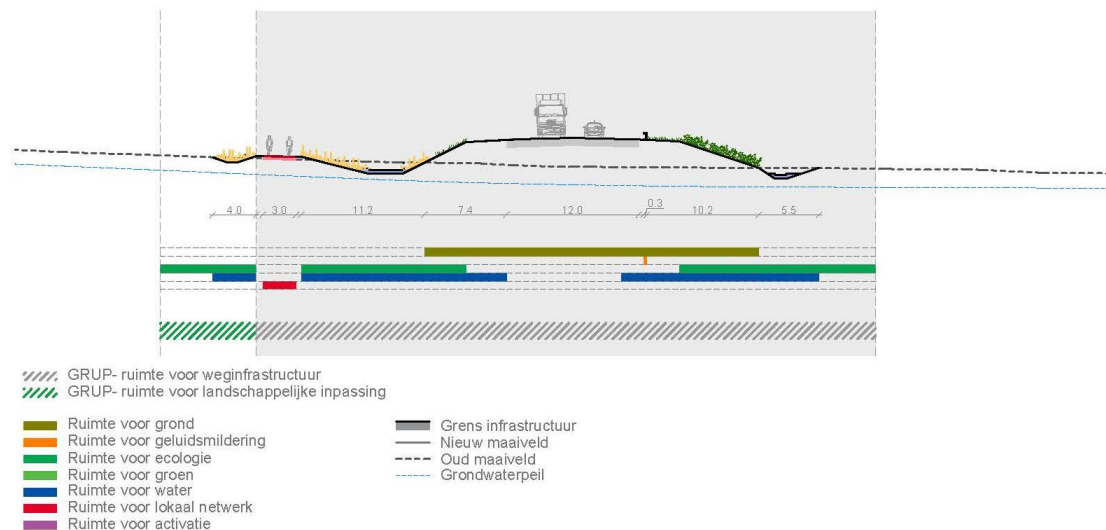 0.3
4.0 3.0 11.2 7.4 12.0 10.2 5.5
GRUP- ruimte voor weginfrastructuur
GRUP- ruimte voor landschappelijke inpassing
Ruimte voor grond
Ruimte voor geluidsmildering
Ruimte voor ecologie
Ruimte voor groen
Ruimte voor water
Ruimte voor lokaal netwerk
Ruimte voor activatie
Grens infrastructuur
Nieuw maaiveld
Oud maaiveld
Grondwaterpeil